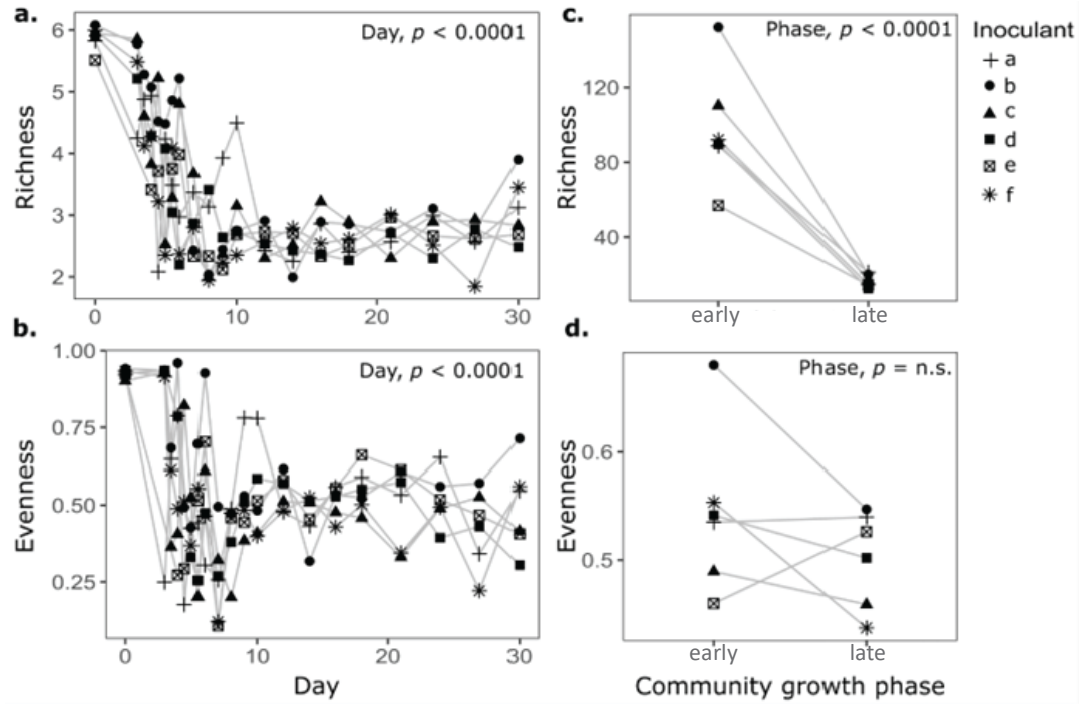 a.
Day, p < 0.0001
Richness
6
5
4
3
2
0
10
20
30
b.
Day, p < 0.0001
Evenness
1.00
0.75
0.50
0.25
0
10
20
30
Day
c.
Phase, p < 0.0001
Richness
120
80
40
early
late
d.
Phase, p = n.s.
Evenness
0.6
0.5
early
late
Community growth phase
Inoculant
a
b
c
d
e
f